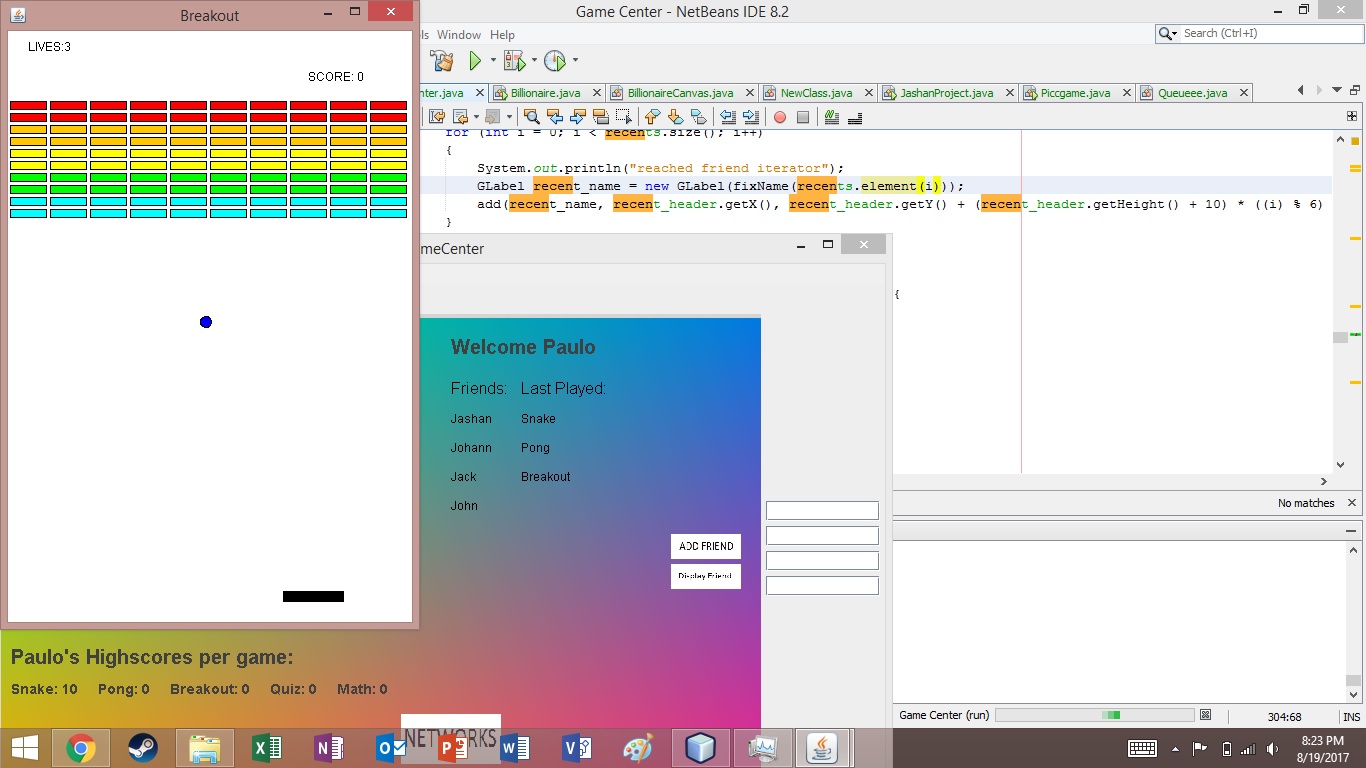 Breakout
LIVES:3
SCORE: 0
Game Center - NetBeans IDE 8.2
ls Window Help
Search (Ctrl+I)
nter.java Billionaire.java BillionaireCanvas.java NewClass.java JashanProject.java Piccgame.java Queueee.java
for (int i = 0; i < recents.size(); i++)
{
System.out.println("reached friend iterator");
GLabel recent_name = new GLabel(fixName(recents.element(i)));
add(recent_name, recent_header.getX(), recent_header.getY() + (recent_header.getHeight() + 10) * ((i) % 6)
}
{
meCenter
Welcome Paulo
Friends: Last Played:
Jashan Snake
Johann Pong
Jack Breakout
John
ADD FRIEND
Display Friend
Paulo's Highscores per game:
Snake: 10 Pong: 0 Breakout: 0 Quiz: 0 Math: 0
NETWORKS
No matches
Game Center (run)
304:68 INS
8:23 PM
8/19/2017